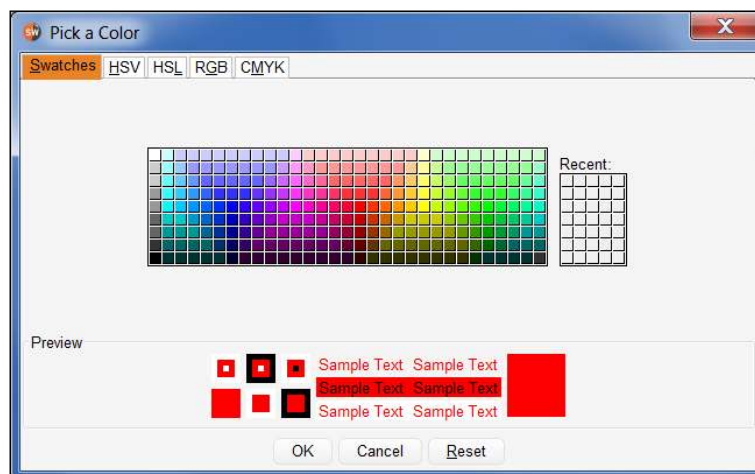 SW Pick a Color
Swatches HSV HSL RGB CMYK
Recent:
Preview
Sample Text Sample Text
Sample Text Sample Text
Sample Text Sample Text
OK Cancel Reset